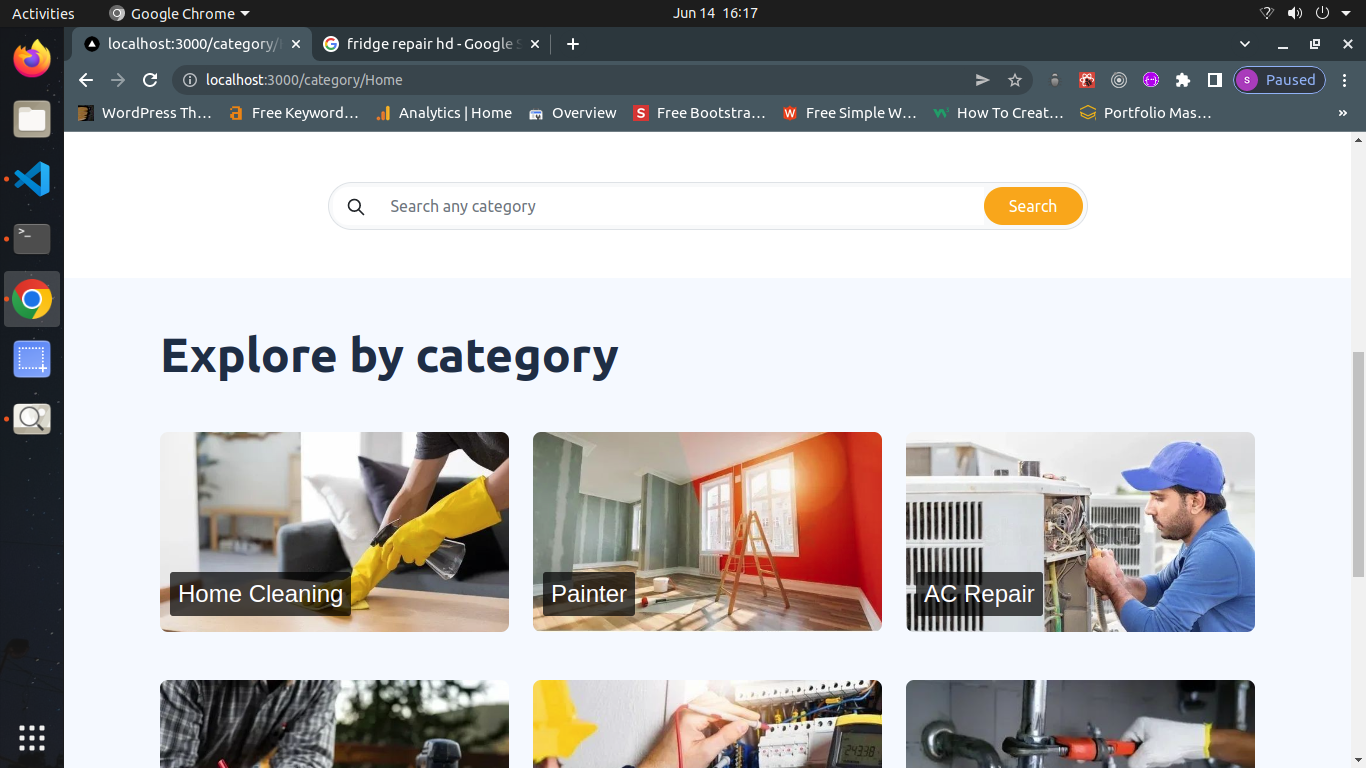 Activities
Google Chrome
Jun 14 16:17
localhost:3000/category/
fridge repair hd - Google S
localhost:3000/category/Home
S
Paused
WordPress Th…
Free Keyword…
Analytics | Home
Overview
S
Free Bootstra…
Free Simple W…
How To Creat…
Portfolio Mas…
»
Search any category
Search
Explore by category
Home Cleaning
Painter
AC Repair